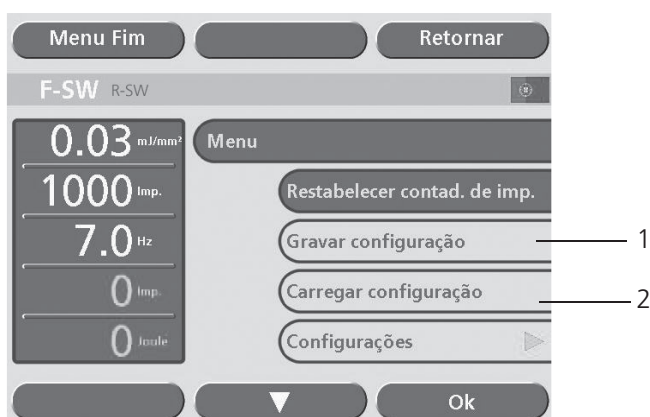 Menu Fim
Retornar
F-SW R-SW
0.03 mJ/mm²
Menu
1000 Imp.
Restabelecer contad. de imp.
7.0 Hz
Gravar configuração
1
0 Imp.
Carregar configuração
2
0 Joule
Configurações
Ok